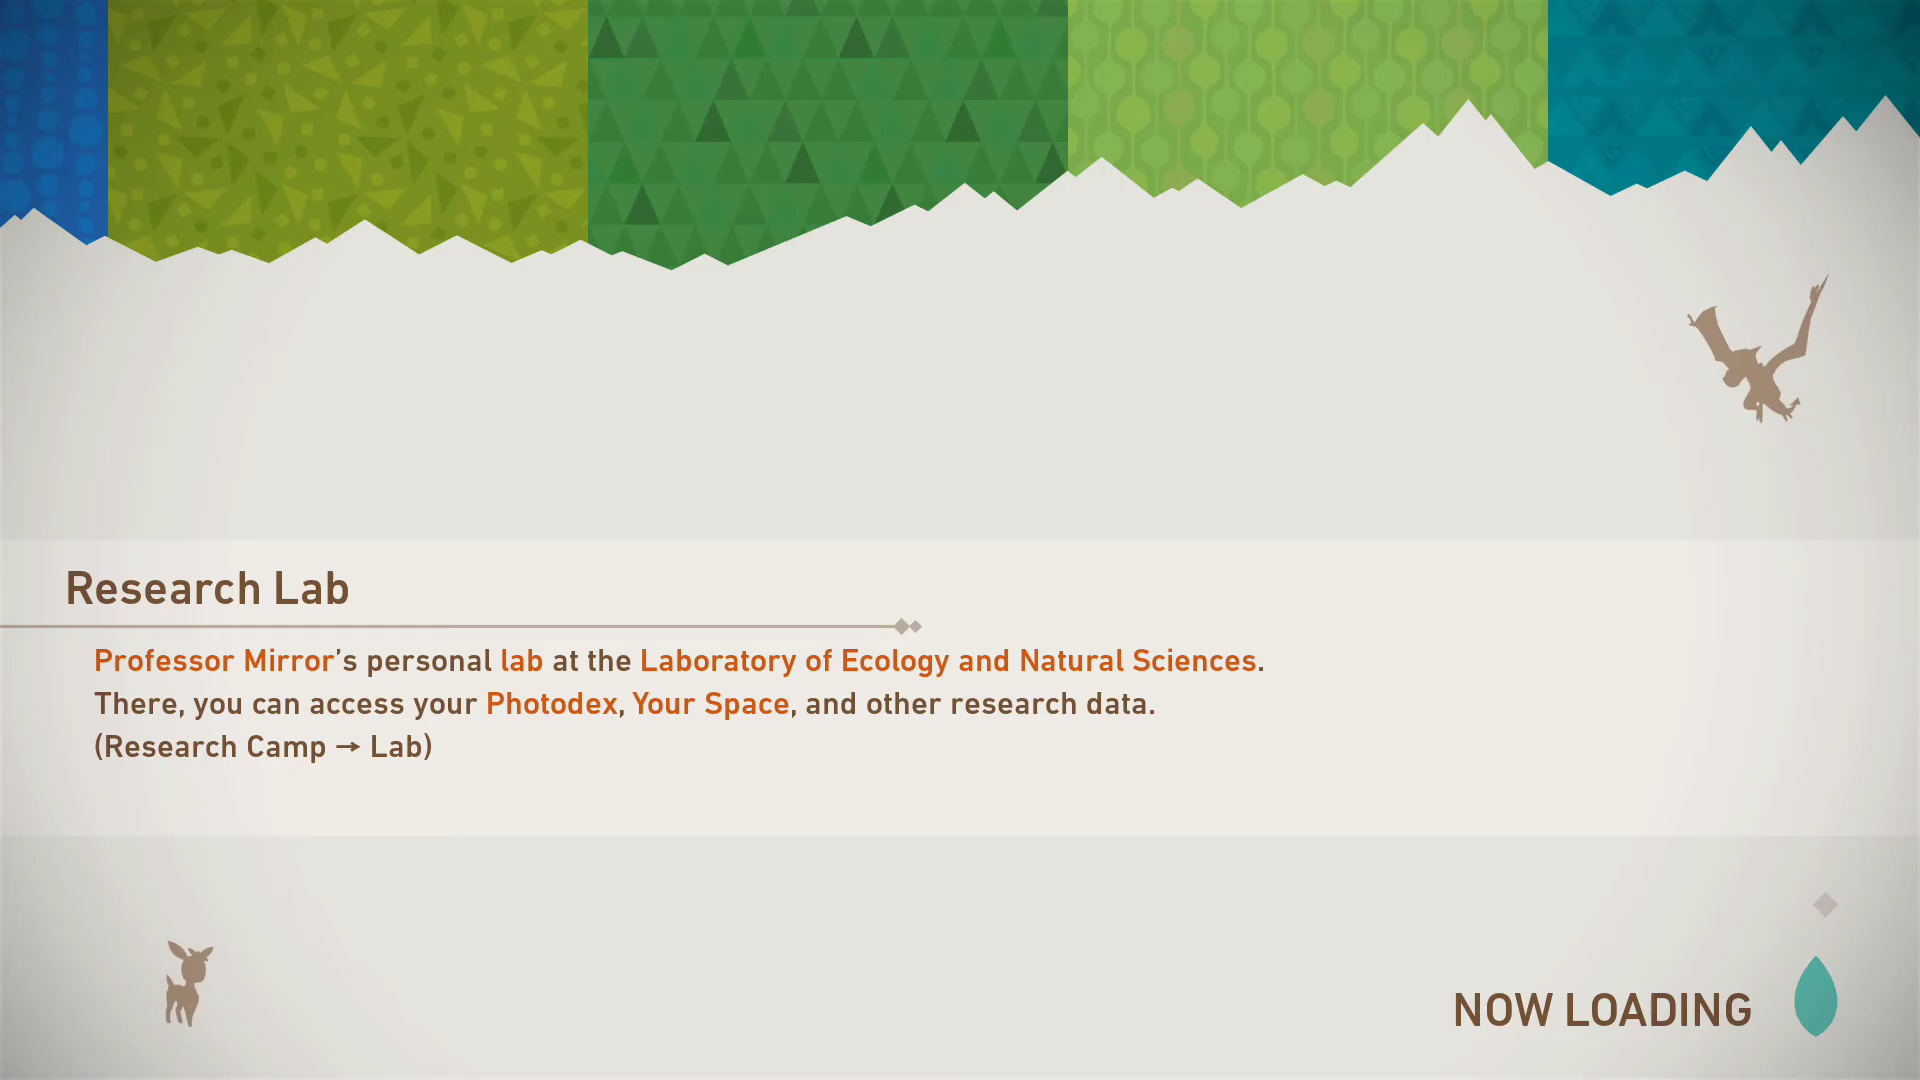 Research Lab
Professor Mirror's personal lab at the Laboratory of Ecology and Natural Sciences.
There, you can access your Photodex, Your Space, and other research data.
(Research Camp → Lab)
NOW LOADING